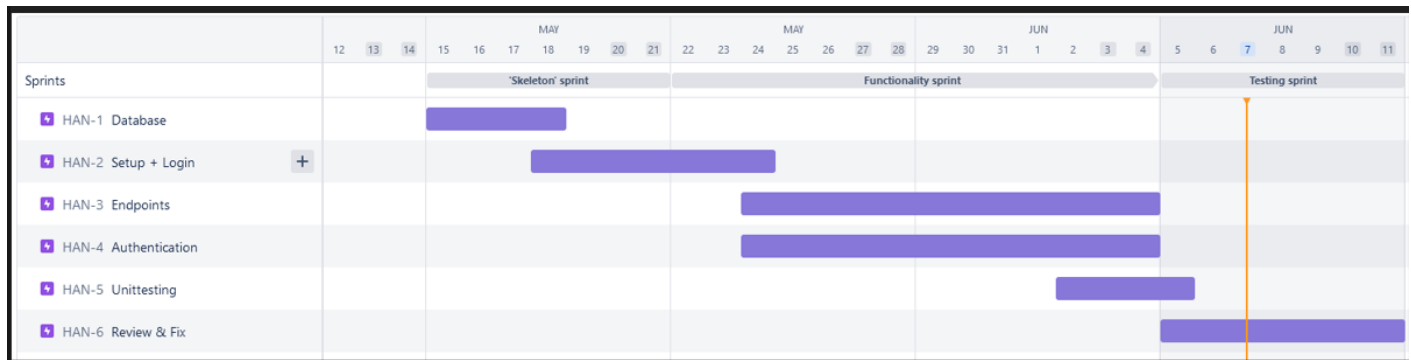 MAY MAY JUN JUN
12 13 14 15 16 17 18 19 20 21 22 23 24 25 26 27 28 29 30 31 1 2 3 4 5 6 7 8 9 10 11
Sprints 'Skeleton' sprint Functionality sprint Testing sprint
HAN-1 Database
HAN-2 Setup + Login +
HAN-3 Endpoints
HAN-4 Authentication
HAN-5 Unittesting
HAN-6 Review & Fix